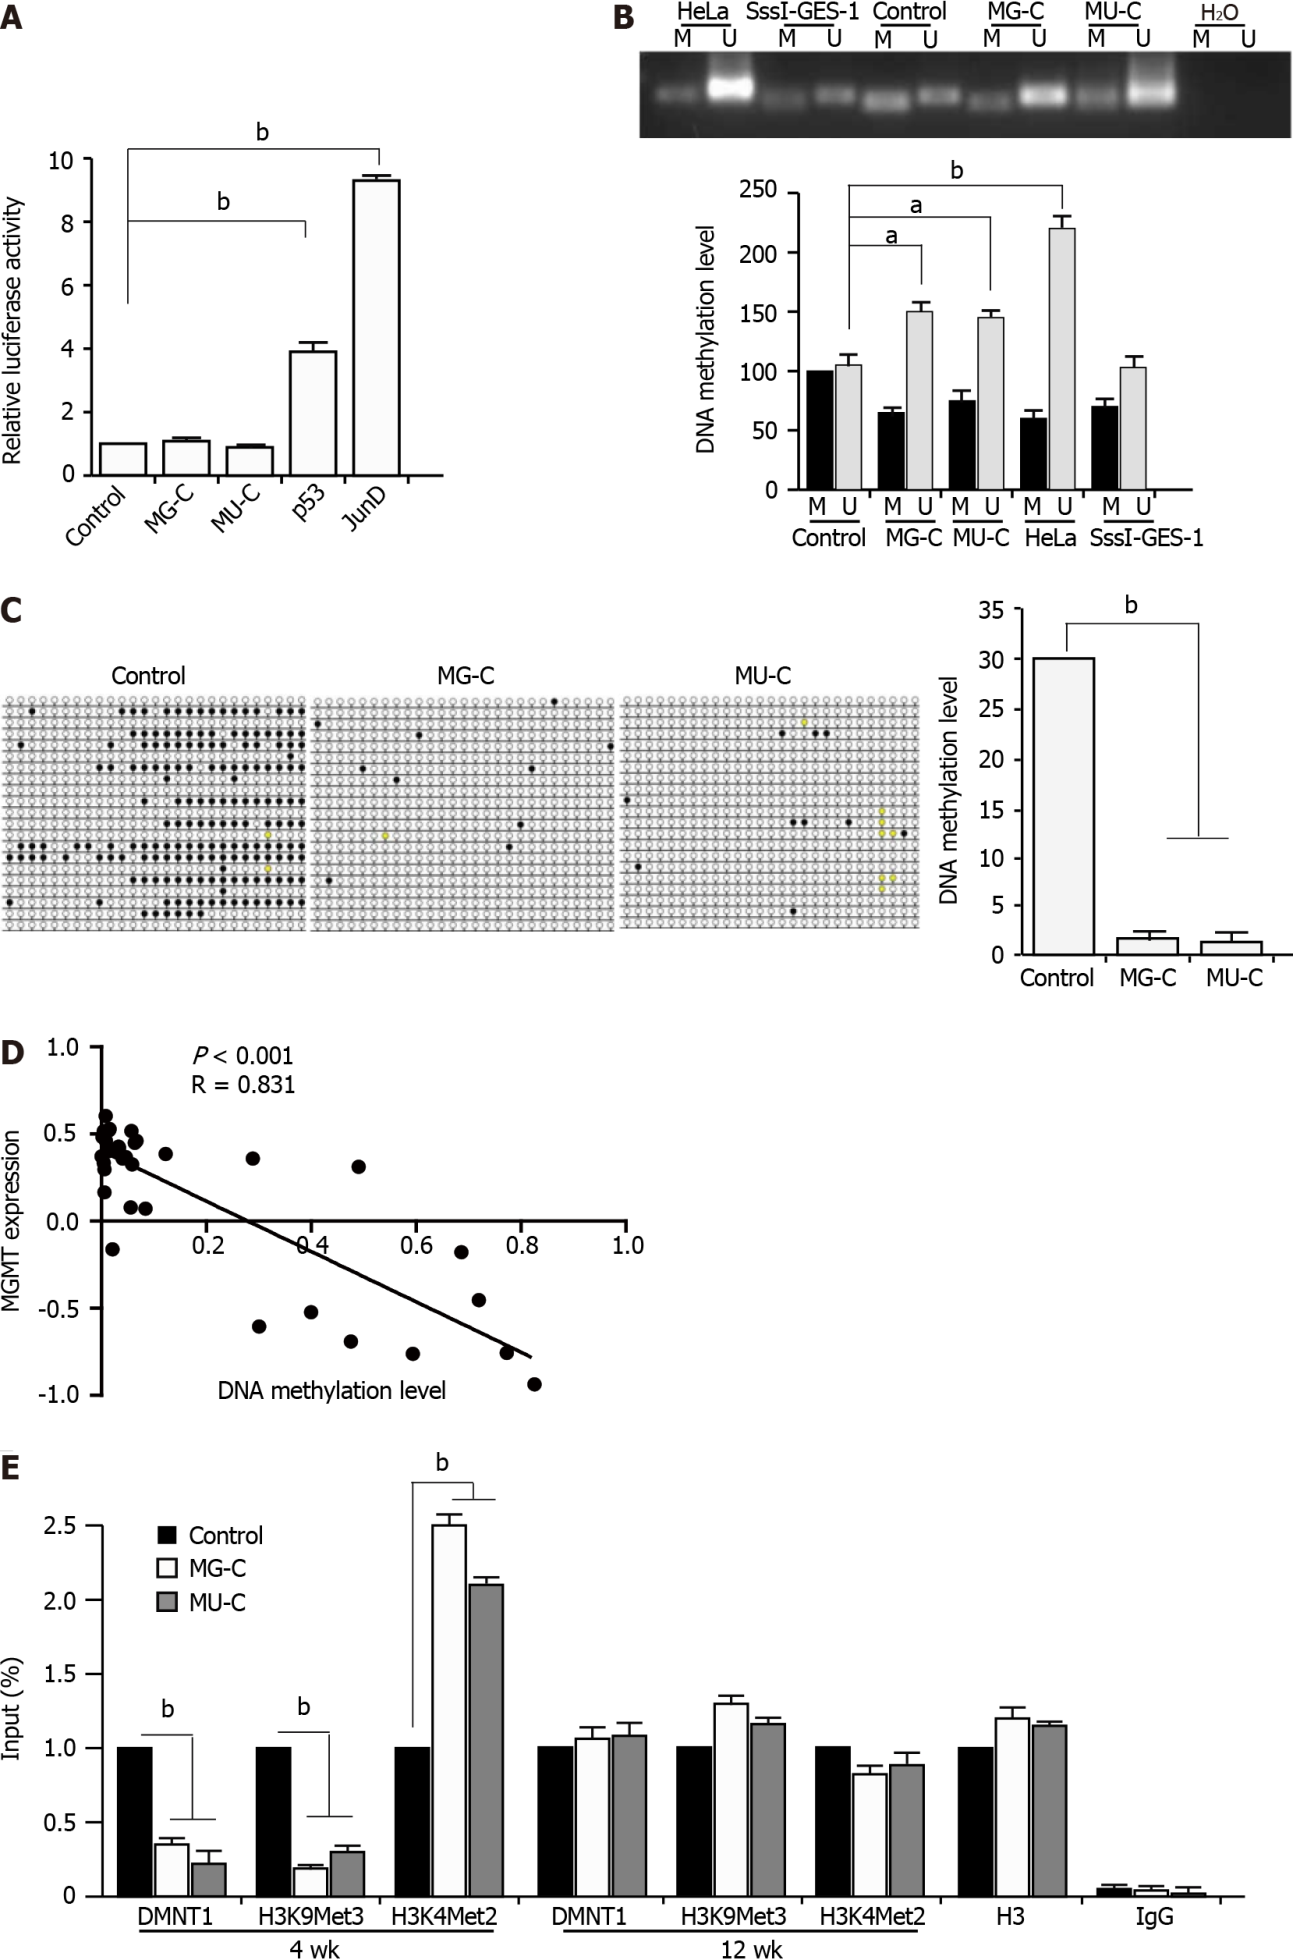 A
b
b
Relative luciferase activity
10
8
6
4
2
0
Control MG-C MU-C p53 JunD
B
HeLa SssI-GES-1 Control MG-C MU-C H2O
M U M U M U M U M U M U
b
a
a
DNA methylation level
250
200
150
100
50
0
M U M U M U M U M U
Control MG-C MU-C HeLa SssI-GES-1
C
Control MG-C MU-C
b
DNA methylation level
35
30
25
20
15
10
5
0
Control MG-C MU-C
D
P < 0.001
R = 0.831
MGMT expression
1.0
0.5
0.0
-0.5
-1.0
0.2 0.4 0.6 0.8 1.0
DNA methylation level
E
Control
MG-C
MU-C
b
b
b
Input (%)
2.5
2.0
1.5
1.0
0.5
0
DMNT1 H3K9Met3 H3K4Met2 DMNT1 H3K9Met3 H3K4Met2 H3 IgG
4 wk 12 wk